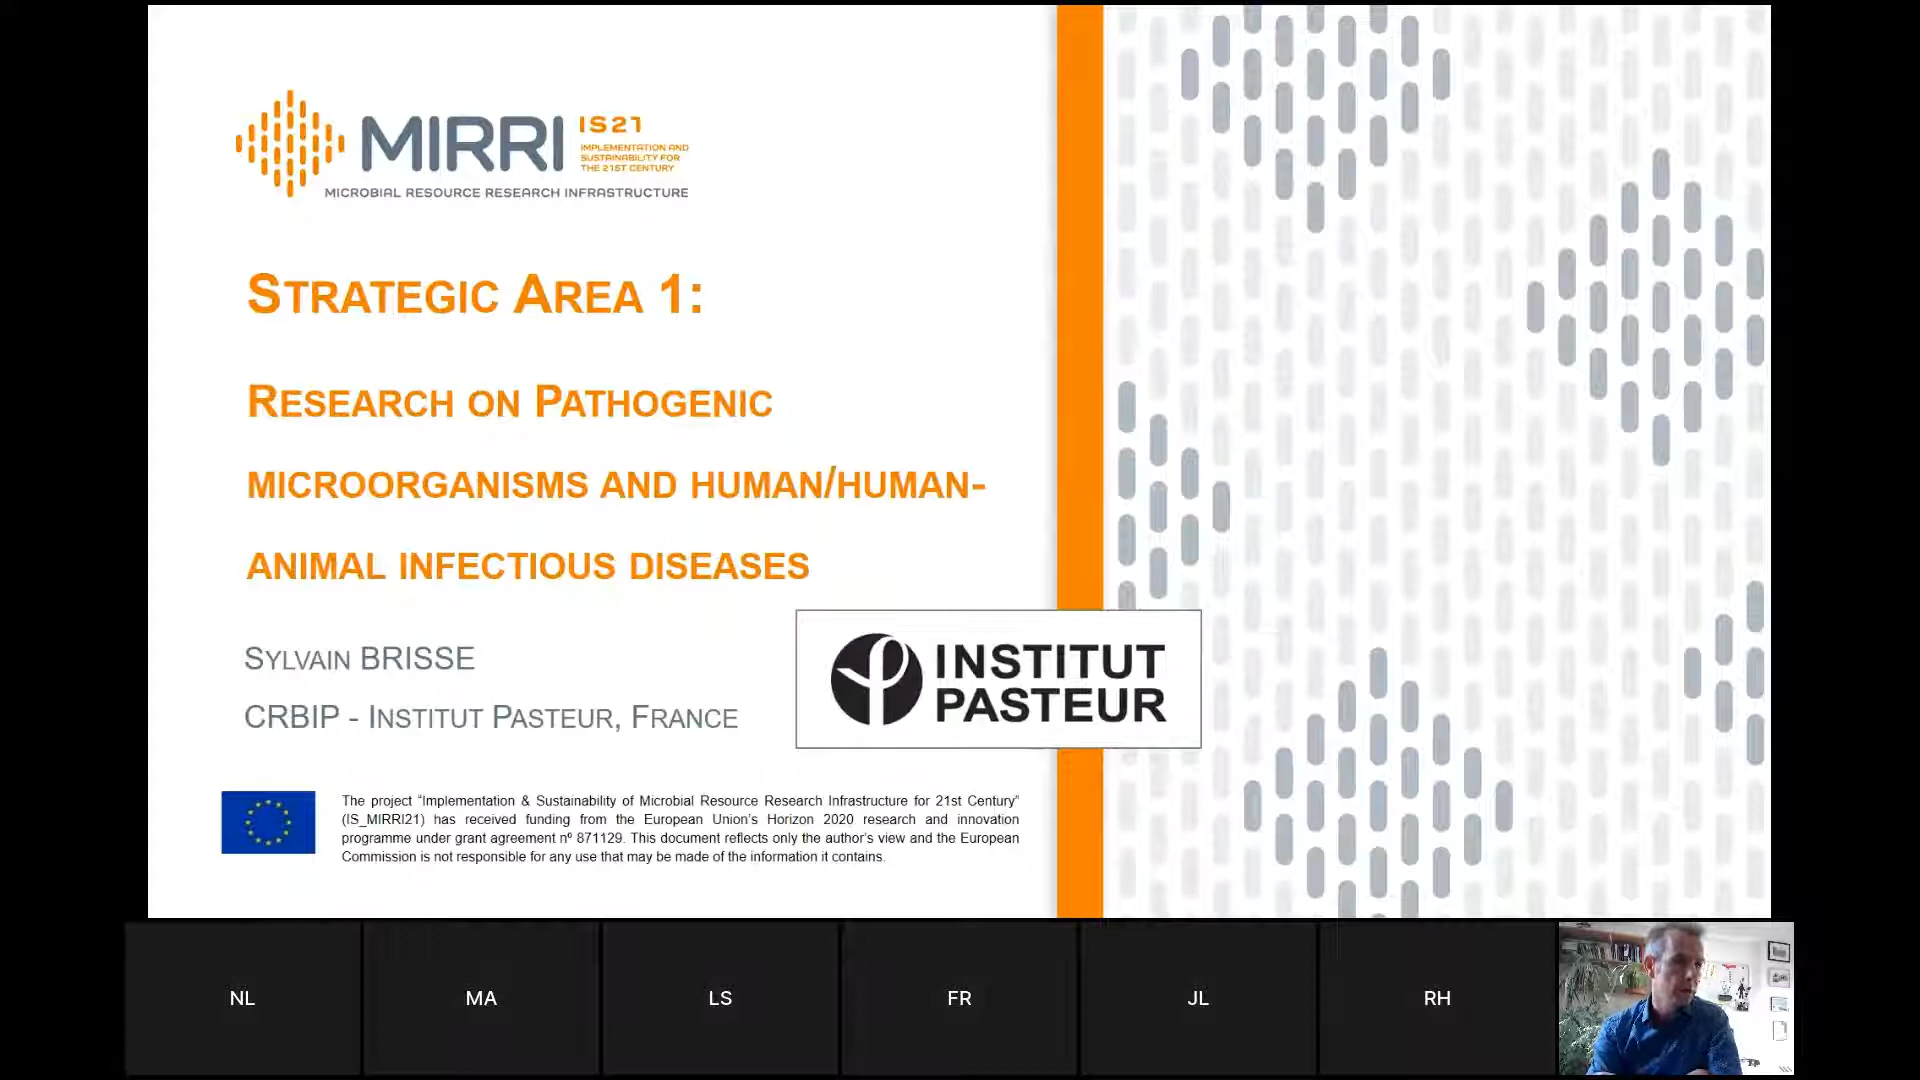 MIRRI IS21
IMPLEMENTATION AND
SUSTAINABILITY FOR
THE 21ST CENTURY
MICROBIAL RESOURCE RESEARCH INFRASTRUCTURE
STRATEGIC AREA 1:
RESEARCH ON PATHOGENIC
MICROORGANISMS AND HUMAN/HUMAN-
ANIMAL INFECTIOUS DISEASES
SYLVAIN BRISSE
CRBIP - INSTITUT PASTEUR, FRANCE
INSTITUT
PASTEUR
The project “Implementation & Sustainability of Microbial Resource Research Infrastructure for 21st Century”
(IS_MIRRI21) has received funding from the European Union’s Horizon 2020 research and innovation
programme under grant agreement nº 871129. This document reflects only the author’s view and the European
Commission is not responsible for any use that may be made of the information it contains.
NL
MA
LS
FR
JL
RH